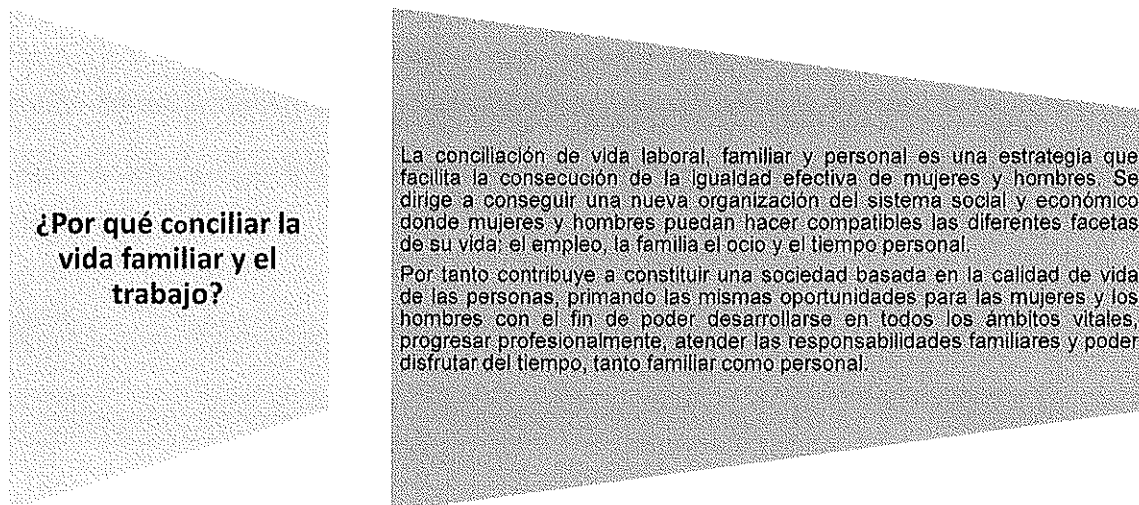 ¿Por qué conciliar la
vida familiar y el
trabajo?
La conciliación de vida laboral, familiar y personal es una estrategia que
facilita la consecución de la igualdad efectiva de mujeres y hombres. Se
dirige a conseguir una nueva organización del sistema social y económico
donde mujeres y hombres puedan hacer compatibles las diferentes facetas
de su vida: el empleo, la familia el ocio y el tiempo personal.
Por tanto contribuye a constituir una sociedad basada en la calidad de vida
de las personas, primando las mismas oportunidades para las mujeres y los
hombres con el fin de poder desarrollarse en todos los ámbitos vitales,
progresar profesionalmente, atender las responsabilidades familiares y poder
disfrutar del tiempo, tanto familiar como personal.